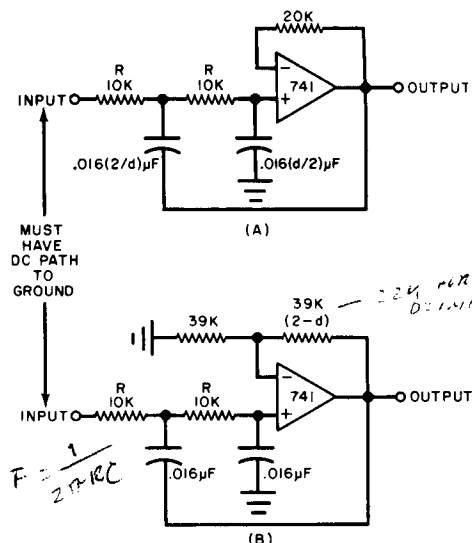 20K
R
10K
R
10K
−
741
+
INPUT
OUTPUT
.016(2/d)µF
.016(d/2)µF
(A)
MUST
HAVE
DC PATH
TO
GROUND
39K
39K
(2-d)
R
10K
R
10K
−
741
+
INPUT
OUTPUT
.016µF
.016µF
F = 1
2πRC
(B)